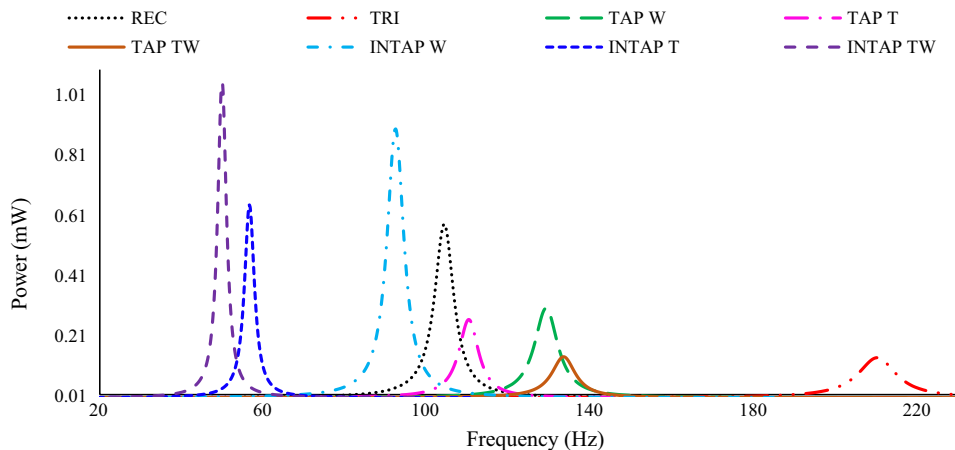 REC TRI TAP W TAP T
TAP TW INTAP W INTAP T INTAP TW
1.01
0.81
0.61
0.41
0.21
0.01
Power (mW)
20 60 100 140 180 220
Frequency (Hz)